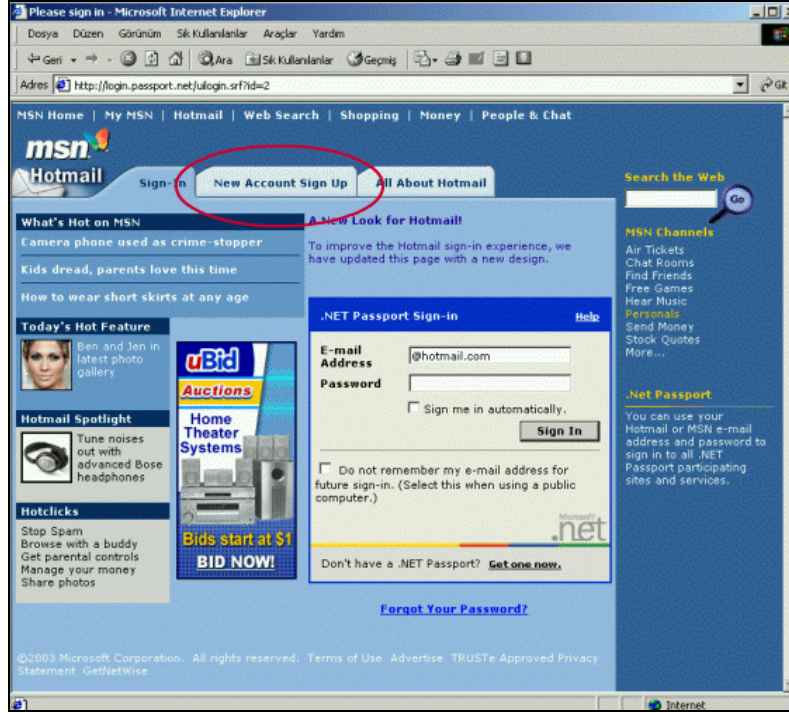 Please sign in - Microsoft Internet Explorer
Dosya Düzen Görünüm Sık Kullanılanlar Araçlar Yardım
Geri Ara Sık Kullanılanlar Geçmiş
Adres http://login.passport.net/uilogin.srf?id=2 Git
MSN Home | My MSN | Hotmail | Web Search | Shopping | Money | People & Chat
msn
Hotmail
Sign-In New Account Sign Up All About Hotmail
What's Hot on MSN
Camera phone used as crime-stopper
Kids dread, parents love this time
How to wear short skirts at any age
Today's Hot Feature
Ben and Jen in
latest photo
gallery
Hotmail Spotlight
Tune noises
out with
advanced Bose
headphones
Hotclicks
Stop Spam
Browse with a buddy
Get parental controls
Manage your money
Share photos
uBid
Auctions
Home
Theater
Systems
Bids start at $1
BID NOW!
A New Look for Hotmail!
To improve the Hotmail sign-in experience, we
have updated this page with a new design.
.NET Passport Sign-in Help
E-mail
Address
@hotmail.com
Password
Sign me in automatically.
Sign In
Do not remember my e-mail address for
future sign-in. (Select this when using a public
computer.)
Microsoft
.net
Don't have a .NET Passport? Get one now.
Forgot Your Password?
Search the Web
Go
MSN Channels
Air Tickets
Chat Rooms
Find Friends
Free Games
Hear Music
Personals
Send Money
Stock Quotes
More...
.Net Passport
You can use your
Hotmail or MSN e-mail
address and password to
sign in to all .NET
Passport participating
sites and services.
©2003 Microsoft Corporation. All rights reserved. Terms of Use Advertise TRUSTe Approved Privacy
Statement GetNetWise
Internet